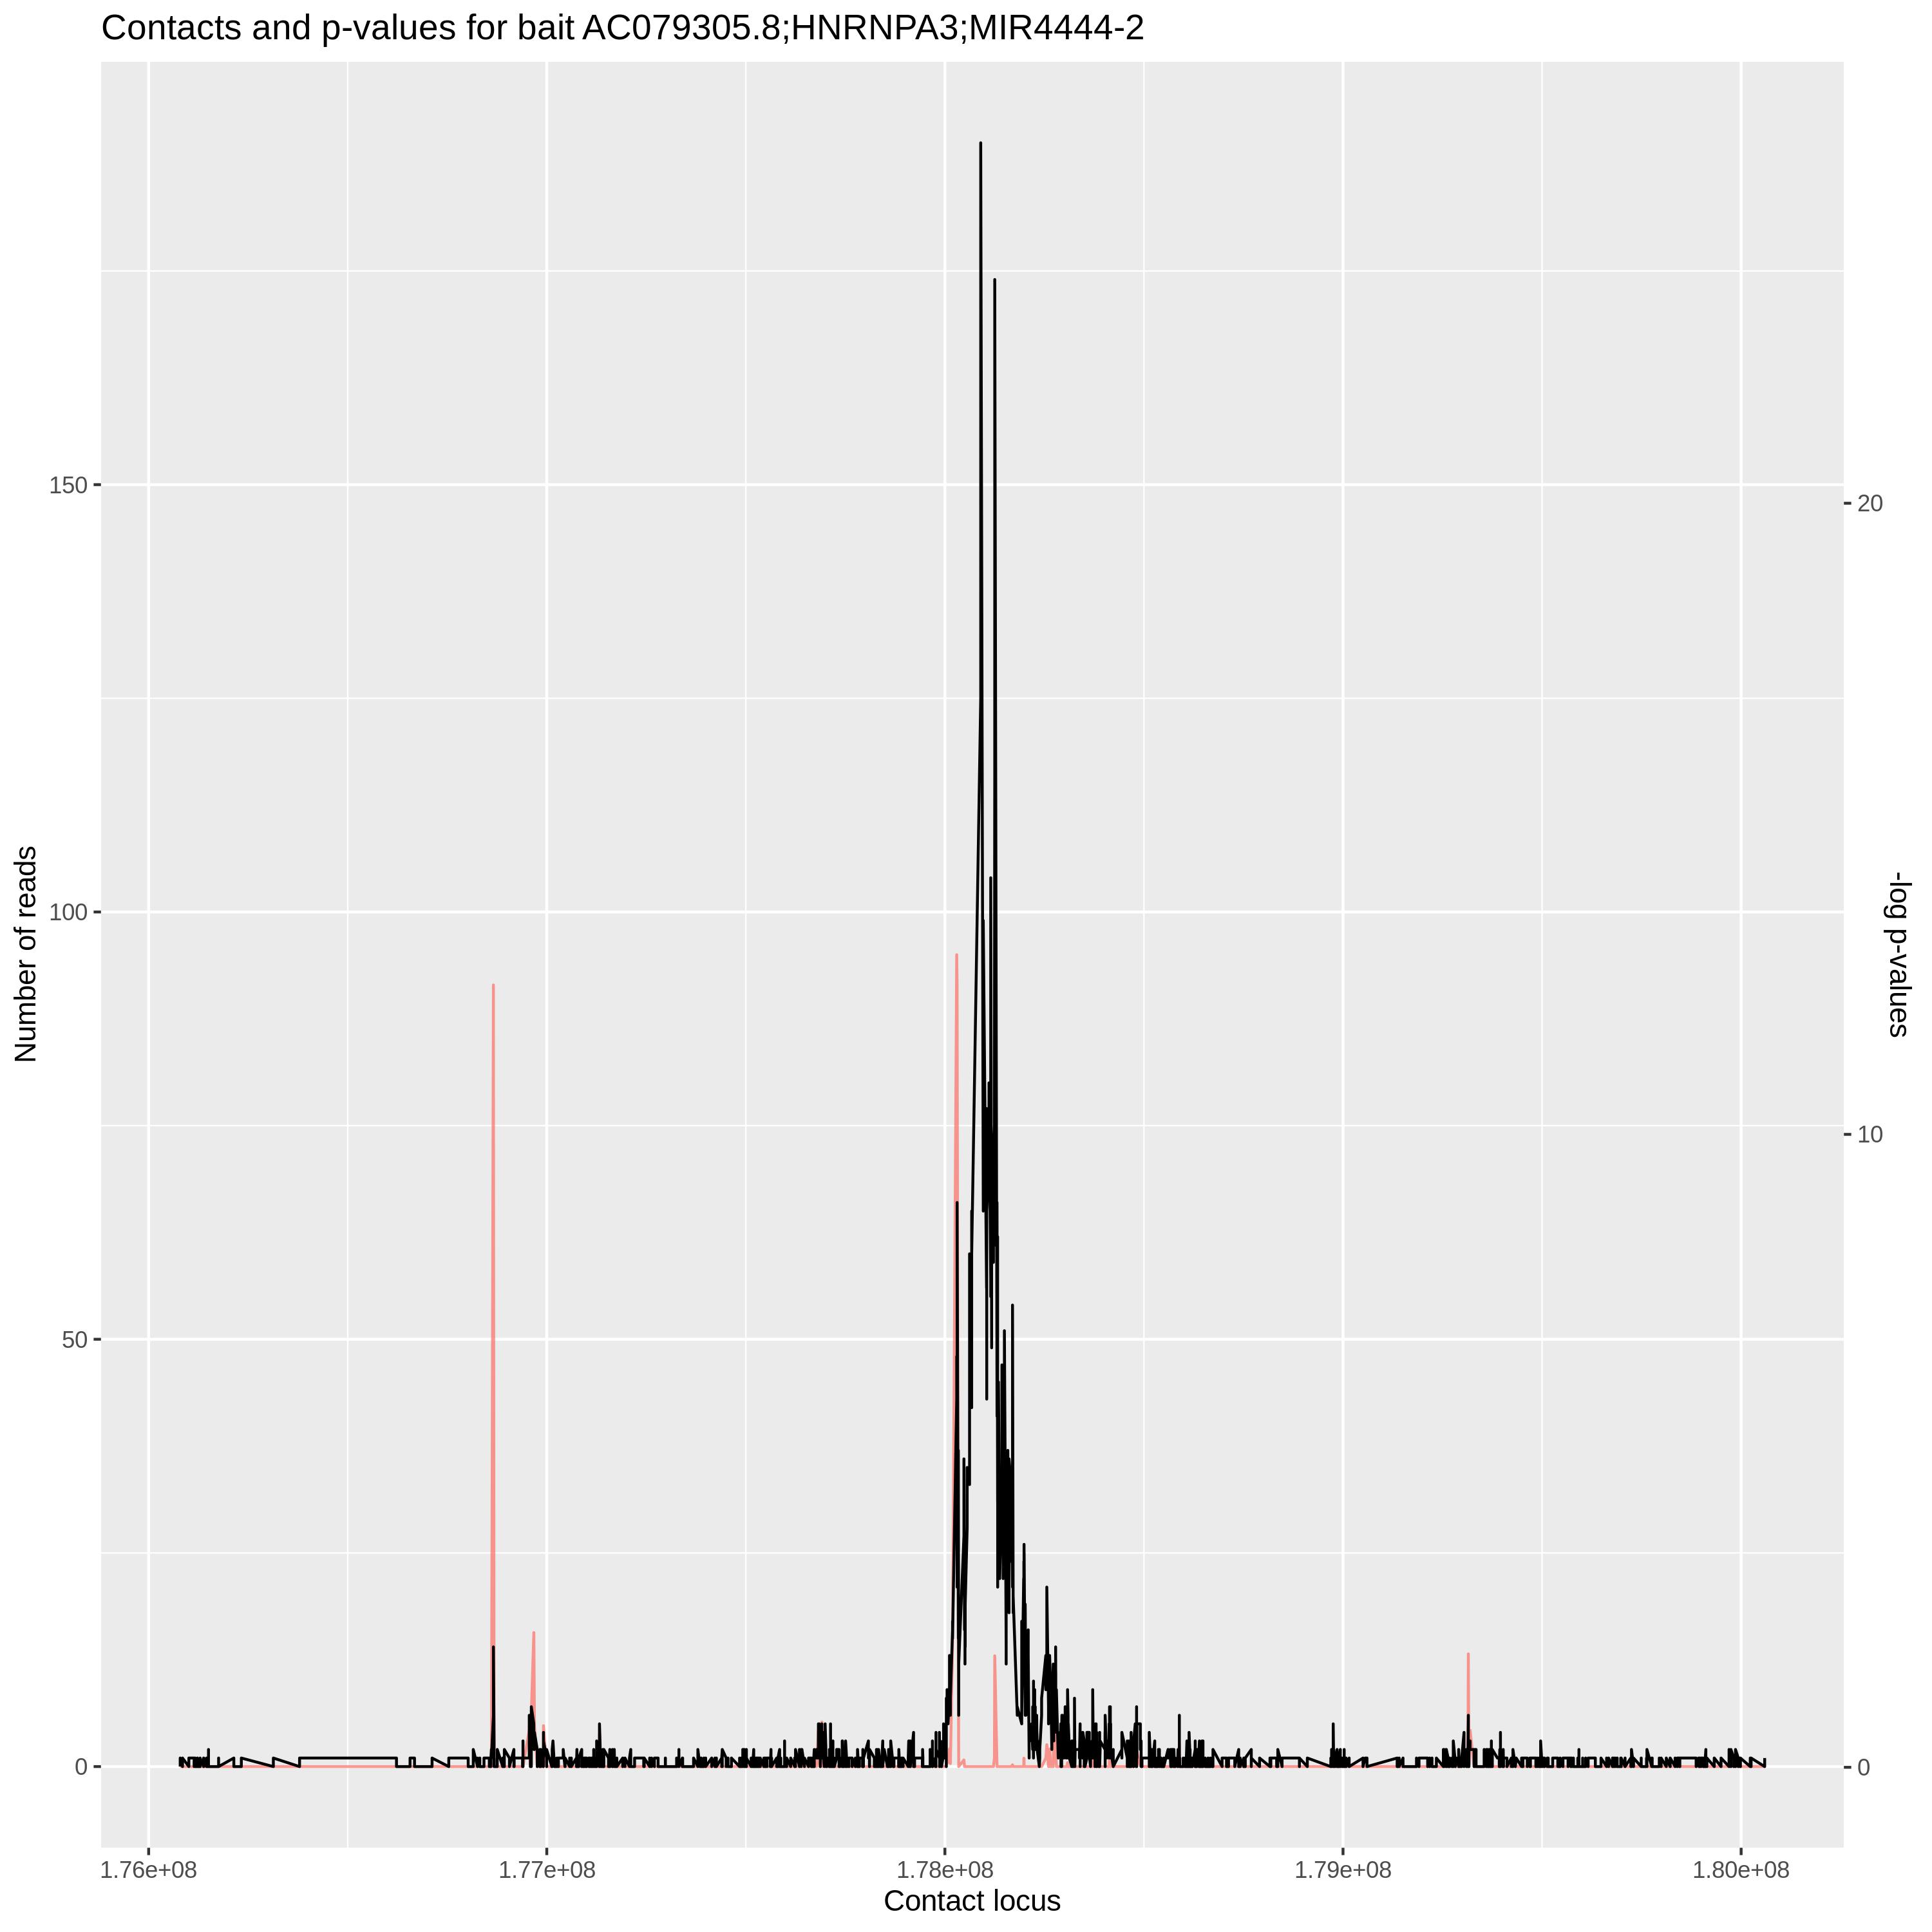 Contacts and p-values for bait AC079305.8;HNRNPA3;MIR4444-2
150
100
50
0
Number of reads
20
10
0
-log p-values
1.76e+08 1.77e+08 1.78e+08 1.79e+08 1.80e+08
Contact locus